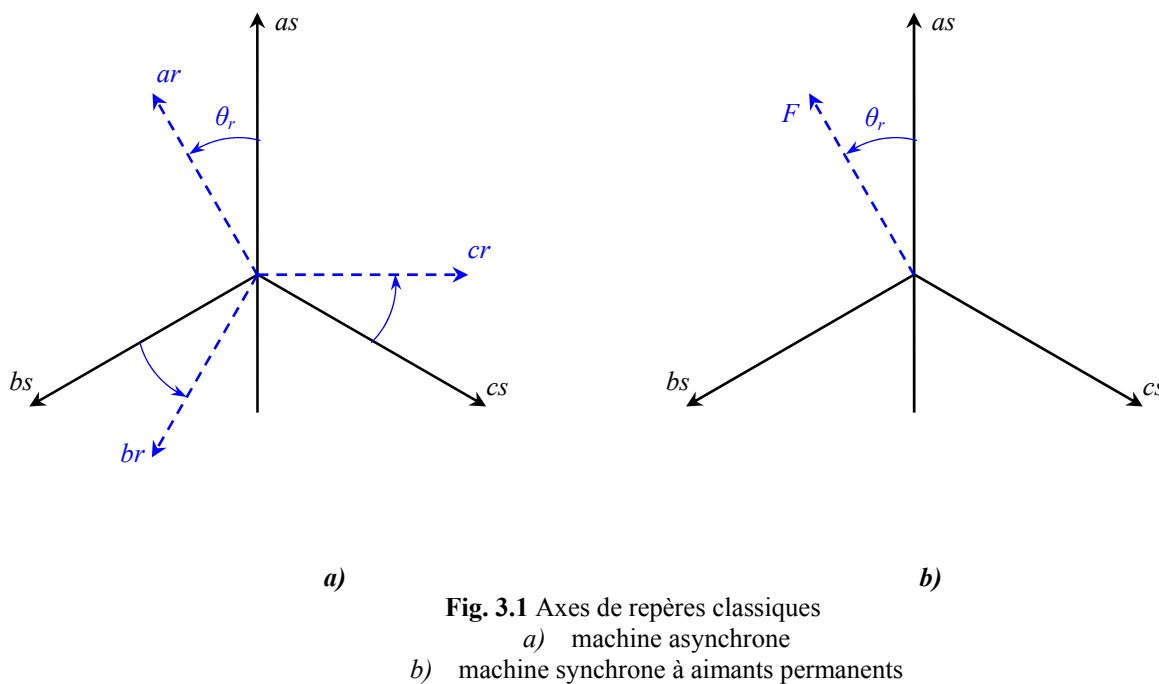 as
ar
θr
cr
bs
cs
br
as
F
θr
bs
cs
a)
b)
Fig. 3.1 Axes de repères classiques
a) machine asynchrone
b) machine synchrone à aimants permanents